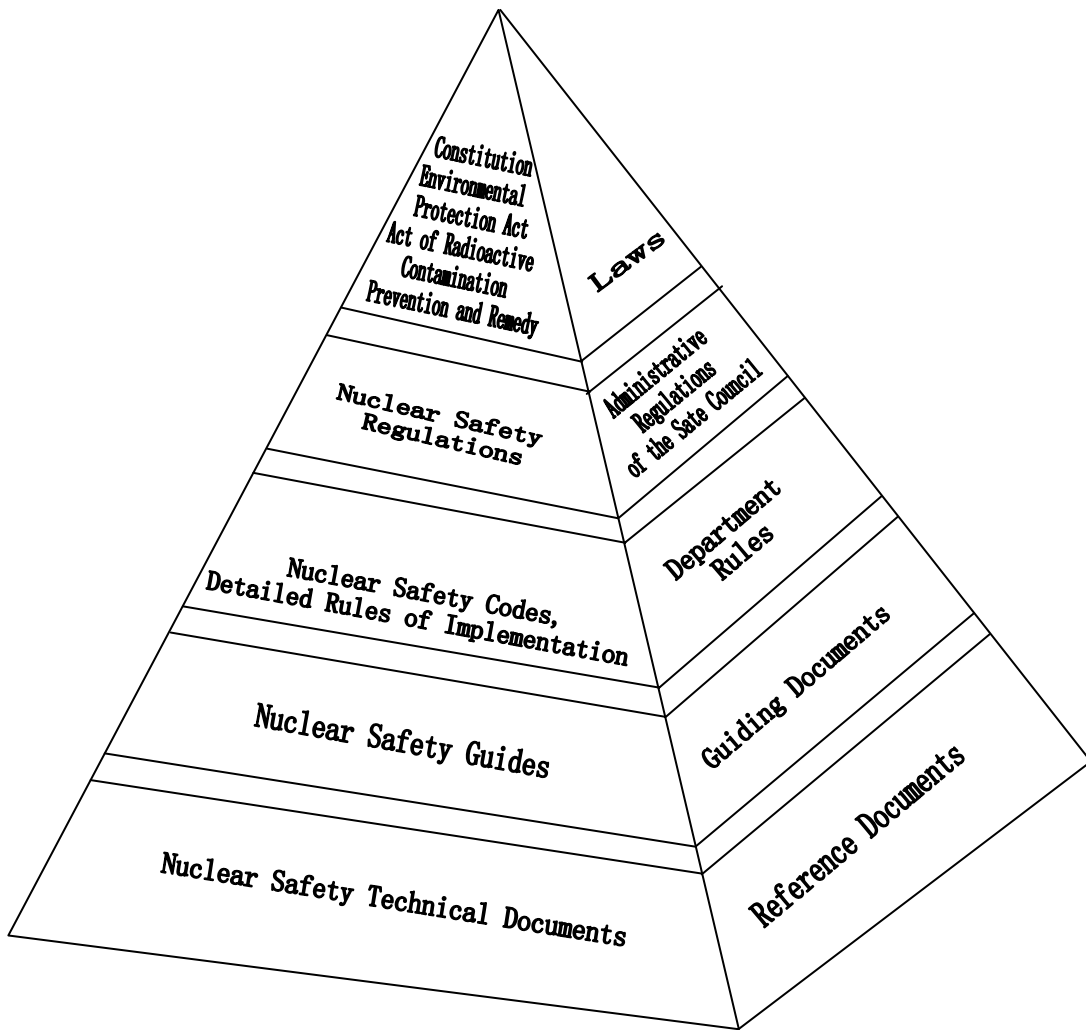 Constitution
Environmental
Protection Act
Act of Radioactive
Contamination
Prevention and Remedy
Laws
Nuclear Safety
Regulations
Administrative
Regulations
of the Sate Council
Nuclear Safety Codes,
Detailed Rules of Implementation
Department
Rules
Nuclear Safety Guides
Guiding Documents
Nuclear Safety Technical Documents
Reference Documents